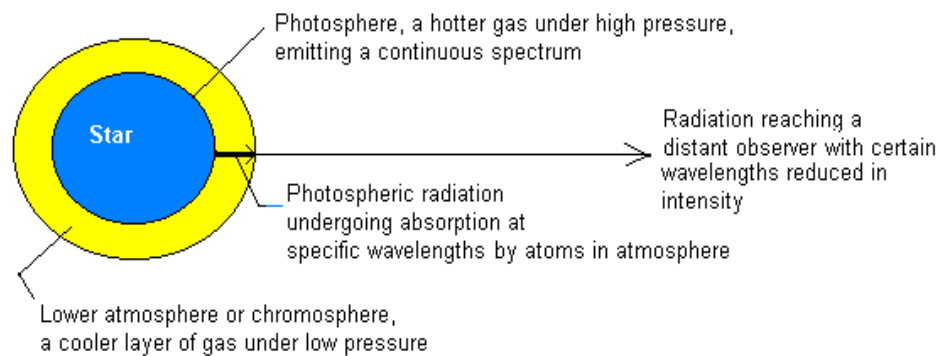 Photosphere, a hotter gas under high pressure,
emitting a continuous spectrum
Star
Radiation reaching a
distant observer with certain
wavelengths reduced in
intensity
Photospheric radiation
undergoing absorption at
specific wavelengths by atoms in atmosphere
Lower atmosphere or chromosphere,
a cooler layer of gas under low pressure